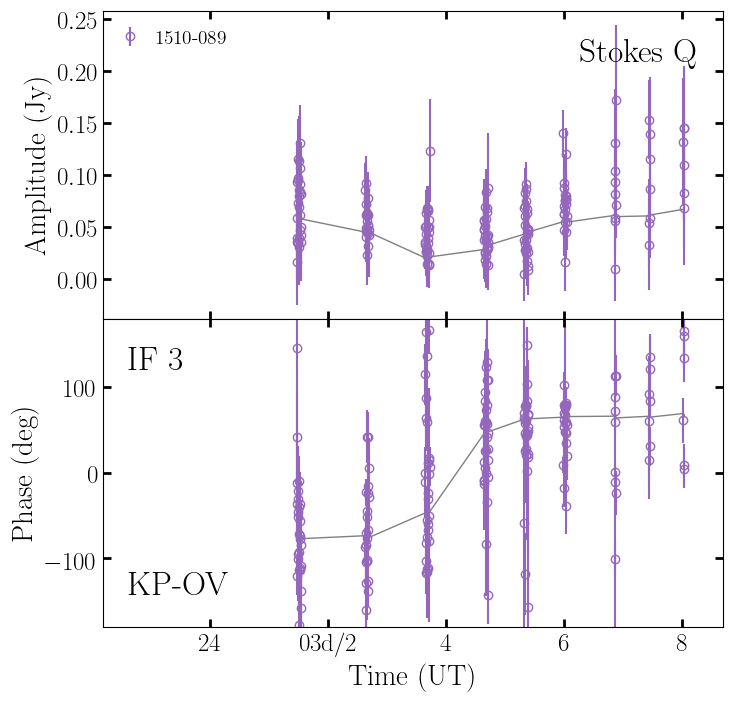 0.25
1510-089
Stokes Q
0.20
0.15
0.10
0.05
0.00
Amplitude (Jy)
IF 3
100
0
−100
Phase (deg)
KP-OV
24
03d/2
4
6
8
Time (UT)